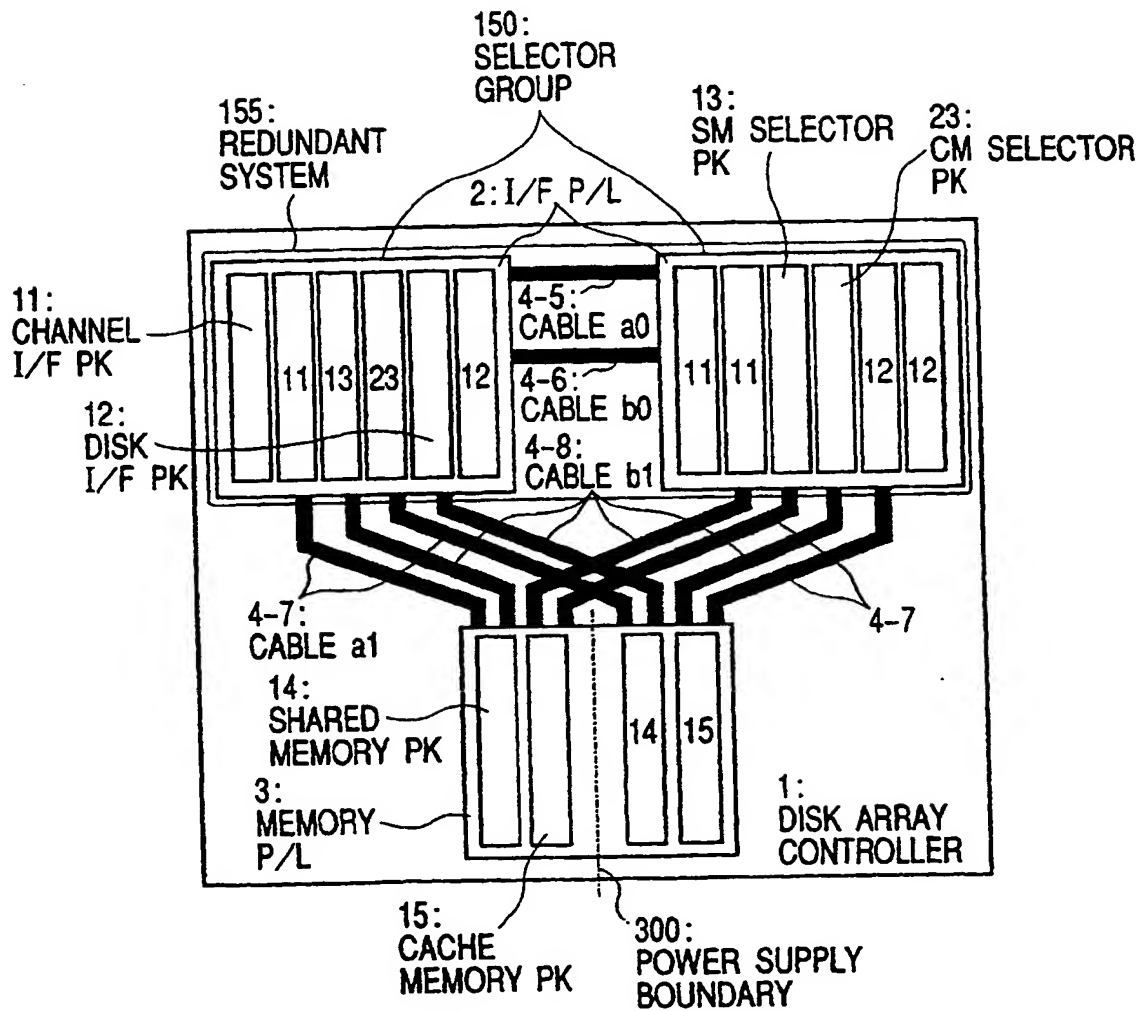 150:
SELECTOR
GROUP
155:
REDUNDANT
SYSTEM
13:
SM SELECTOR
PK
23:
CM SELECTOR
PK
2:I/F P/L
11:
CHANNEL
I/F PK
4-5:
CABLE a0
11 13 23 12
4-6:
CABLE b0
11 11 12 12
12:
DISK
I/F PK
4-8:
CABLE b1
4-7:
CABLE a1
4-7
14:
SHARED
MEMORY PK
14 15
3:
MEMORY
P/L
1:
DISK ARRAY
CONTROLLER
15:
CACHE
MEMORY PK
300:
POWER SUPPLY
BOUNDARY